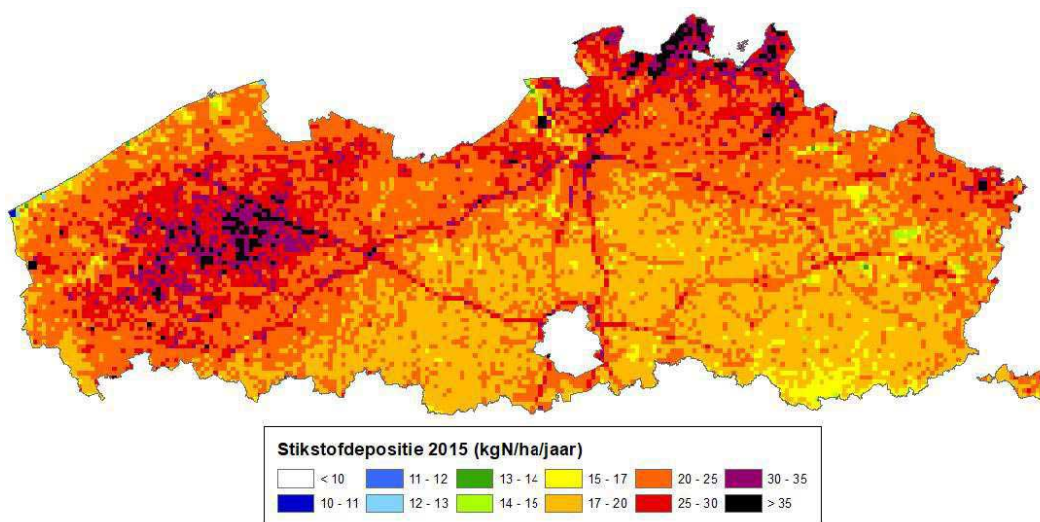 Stikstofdepositie 2015 (kgN/ha/jaar)
< 10 11 - 12 13 - 14 15 - 17 20 - 25 30 - 35
10 - 11 12 - 13 14 - 15 17 - 20 25 - 30 > 35